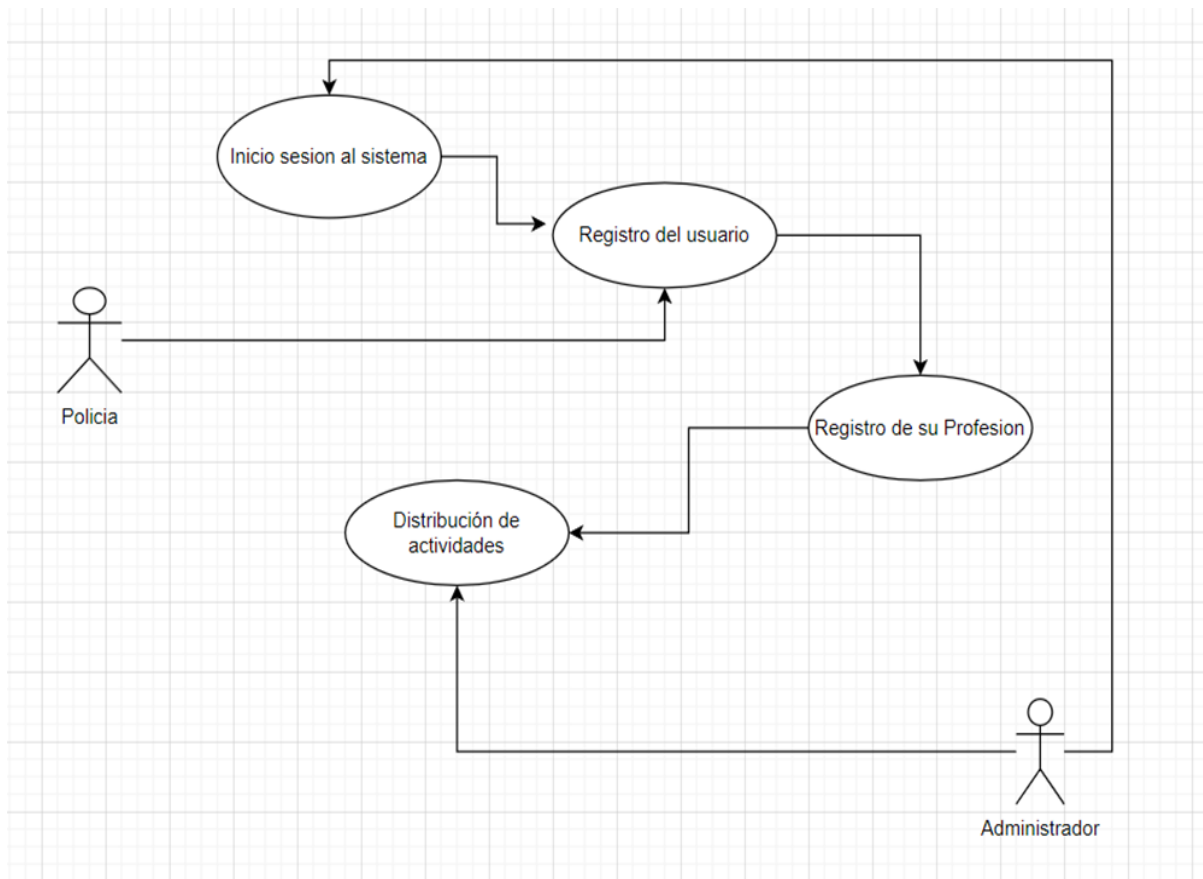 Inicio sesion al sistema
Registro del usuario
Policia
Registro de su Profesion
Distribución de
actividades
Administrador